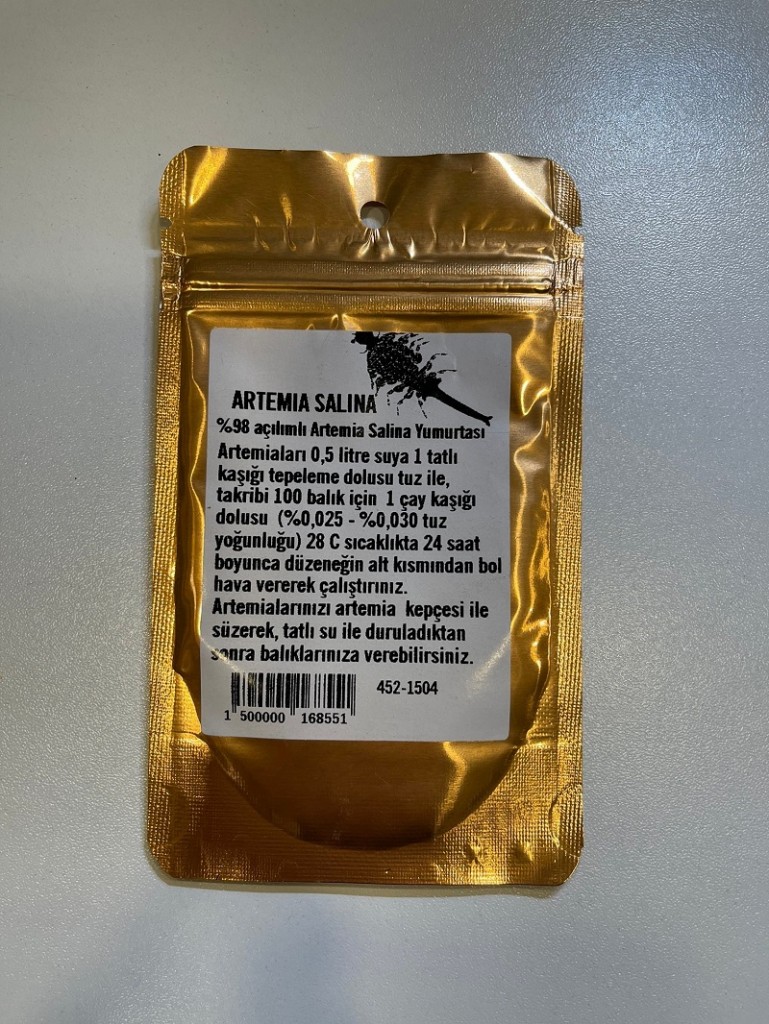 ARTEMIA SALINA
%98 açılımlı Artemia Salina Yumurtası
Artemiaları 0,5 litre suya 1 tatlı
kaşığı tepeleme dolusu tuz ile,
takribi 100 balık için 1 çay kaşığı
dolusu (%0,025 - %0,030 tuz
yoğunluğu) 28 C sıcaklıkta 24 saat
boyunca düzeneğin alt kısmından bol
hava vererek çalıştırınız.
Artemialarınızı artemia kepçesi ile
süzerek, tatlı su ile duruladıktan
sonra balıklarınıza verebilirsiniz.
452-1504
1 500000 168551